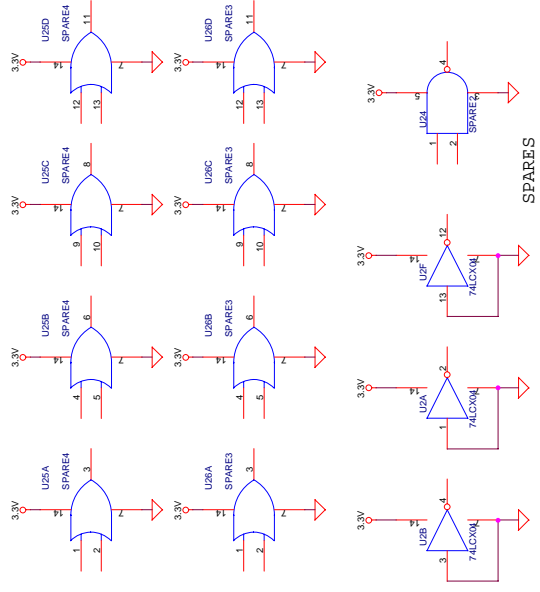 3.3V
U25A
SPARE4
14
1
2
3
7
3.3V
U25B
SPARE4
14
4
5
6
7
3.3V
U25C
SPARE4
14
9
10
8
7
3.3V
U25D
SPARE4
14
12
13
11
7
3.3V
U26A
SPARE3
14
1
2
3
7
3.3V
U26B
SPARE3
14
4
5
6
7
3.3V
U26C
SPARE3
14
9
10
8
7
3.3V
U26D
SPARE3
14
12
13
11
7
3.3V
U2B
14
3
4
74LCX04
3.3V
U2A
14
1
2
74LCX04
3.3V
U2F
14
13
12
74LCX04
3.3V
U24
5
1
2
4
SPARE2
SPARES